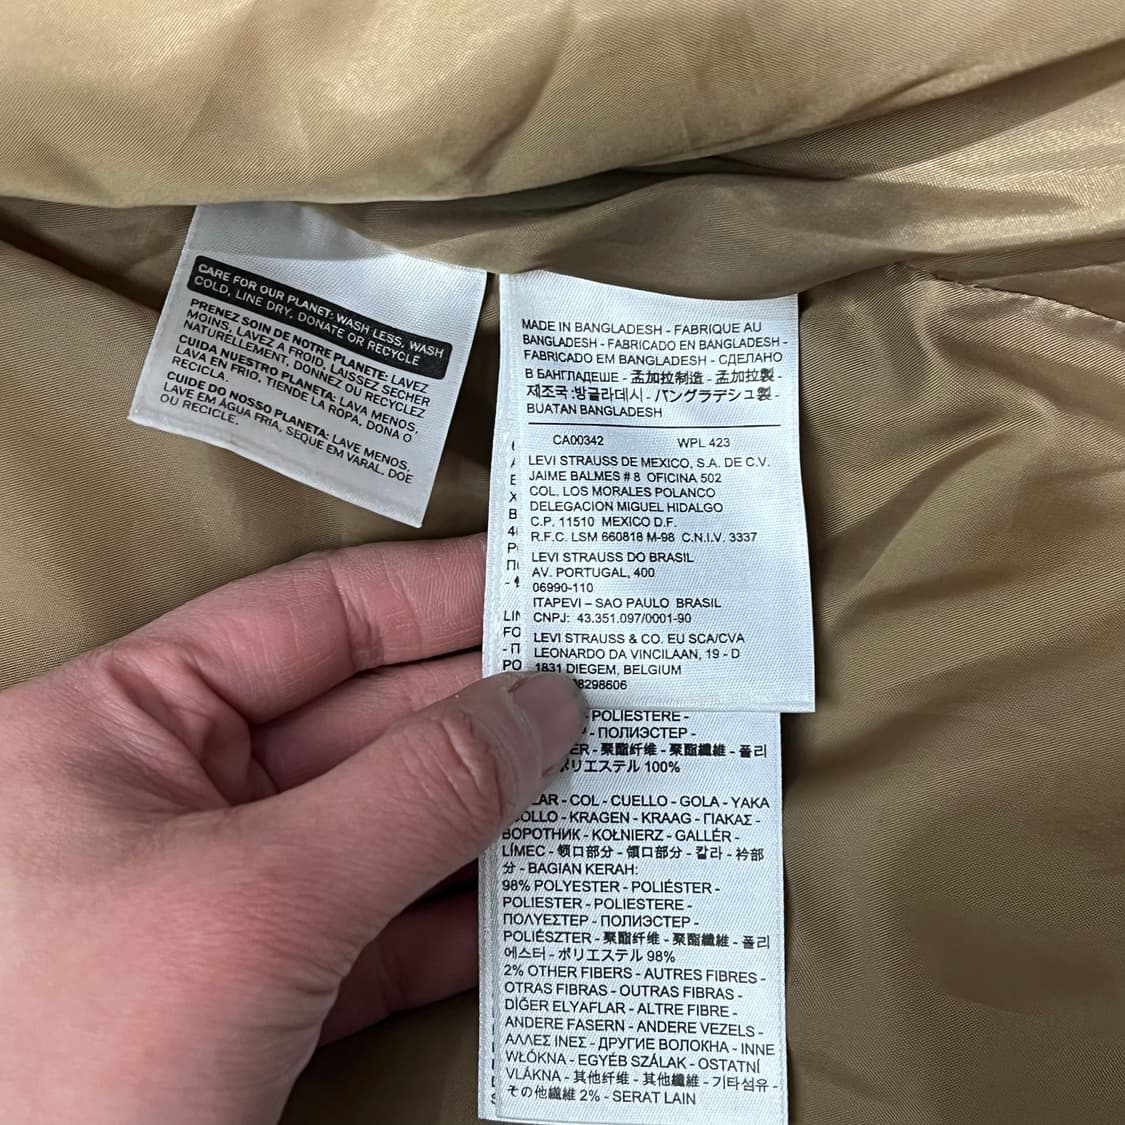 CARE FOR OUR PLANET: WASH LESS, WASH
COLD, LINE DRY, DONATE OR RECYCLE
PRENEZ SOIN DE NOTRE PLANETE: LAVEZ
MOINS, LAVEZ À FROID, LAISSEZ SECHER
NATURELLEMENT, DONNEZ OU RECYCLEZ
CUIDA NUESTRO PLANETA: LAVA MENOS,
LAVA EN FRIO, TIENDE LA ROPA, DONA O
RECICLA.
CUIDE DO NOSSO PLANETA: LAVE MENOS,
LAVE EM ÁGUA FRIA, SEQUE EM VARAL, DOE
OU RECICLE.
MADE IN BANGLADESH - FABRIQUE AU
BANGLADESH - FABRICADO EN BANGLADESH -
FABRICADO EM BANGLADESH - СДЕЛАНО
В БАНГЛАДЕШЕ - 孟加拉制造 - 孟加拉製 -
제조국 :방글라데시 - バングラデシュ製 -
BUATAN BANGLADESH
CA00342 WPL 423
LEVI STRAUSS DE MEXICO, S.A. DE C.V.
JAIME BALMES # 8 OFICINA 502
COL, LOS MORALES POLANCO
DELEGACION MIGUEL HIDALGO
C.P. 11510 MEXICO D.F.
R.F.C. LSM 660818 M-98 C.N.I.V. 3337
LEVI STRAUSS DO BRASIL
AV. PORTUGAL, 400
06990-110
ITAPEVI – SAO PAULO BRASIL
CNPJ: 43.351.097/0001-90
LEVI STRAUSS & CO. EU SCA/CVA
LEONARDO DA VINCILAAN, 19 - D
1831 DIEGEM, BELGIUM
8298606
POLIESTERE -
- ПОЛИЭСТЕР -
- 聚酯纤维 - 聚酯纖維 - 폴리
リエステル 100%
- COL - CUELLO - GOLA - YAKA
- KRAGEN - KRAAG - ΓΙΑΚΑΣ -
ВОРОТНИК - KOŁNIERZ - GALLÉR -
LÍMEC - 领口部分 - 領口部分 - 칼라 - 衿部
分 - BAGIAN KERAH:
98% POLYESTER - POLIÉSTER -
POLIESTER - POLIESTERE -
ΠΟΛΥΕΣΤΕΡ - ПОЛИЭСТЕР -
POLIÉSZTER - 聚酯纤维 - 聚酯纖維 - 폴리
에스터 - ポリエステル 98%
2% OTHER FIBERS - AUTRES FIBRES -
OTRAS FIBRAS - OUTRAS FIBRAS -
DİĞER ELYAFLAR - ALTRE FIBRE -
ANDERE FASERN - ANDERE VEZELS -
ΑΛΛΕΣ ΙΝΕΣ - ДРУГИЕ ВОЛОКНА - INNE
WŁÓKNA - EGYÉB SZÁLAK - OSTATNÍ
VLÁKNA - 其他纤维 - 其他纖維 - 기타섬유 -
その他繊維 2% - SERAT LAIN